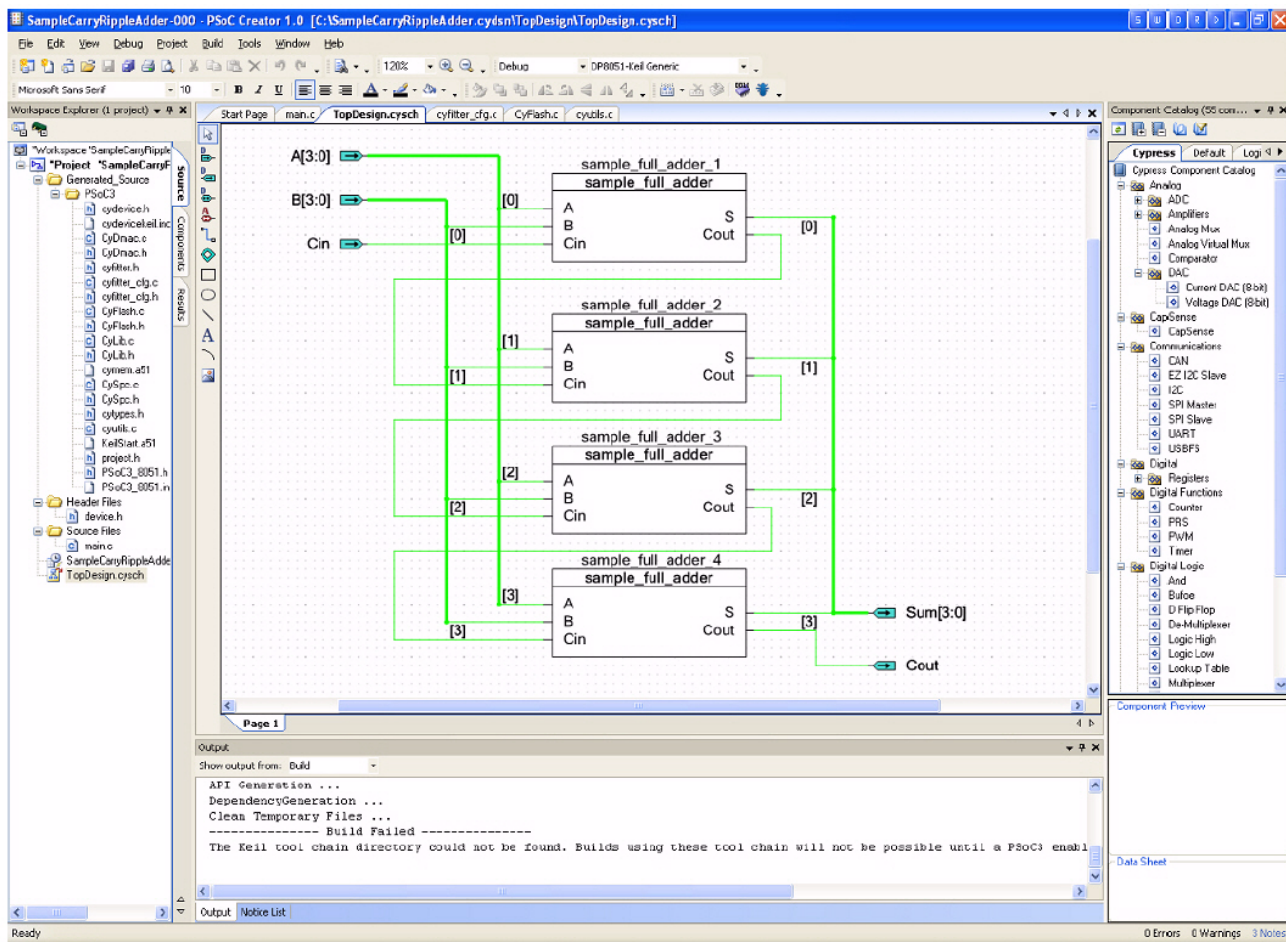 SampleCarryRippleAdder-000 - PSoC Creator 1.0 [C:\SampleCarryRippleAdder.cydsn\TopDesign\TopDesign.cysch]
S W D R D
File Edit View Debug Project Build Tools Window Help
120% Debug DP8051-Keil Generic
Microsoft Sans Serif 10 B I U
Workspace Explorer (1 project)
"Workspace 'SampleCarryRipple
"Project 'SampleCarryF
Generated_Source
PSoC3
cydevice.h
cydevicekeil.inc
CyDmac.c
CyDmac.h
cyfitter.h
cyfitter_cfg.c
cyfitter_cfg.h
CyFlash.c
CyFlash.h
CyLib.c
CyLib.h
cymem.a51
CySpc.c
CySpc.h
cytypes.h
cyutils.c
KeilStart.a51
project.h
PSoC3_8051.h
PSoC3_8051.in
Header Files
device.h
Source Files
main.c
SampleCarryRippleAdde
TopDesign.cysch
Source
Components
Results
Start Page main.c TopDesign.cysch cyfitter_cfg.c CyFlash.c cyutils.c
A[3:0]
B[3:0]
Cin
sample_full_adder_1
sample_full_adder
[0] A
B S [0]
[0] Cin Cout
sample_full_adder_2
sample_full_adder
[1] A
B S [1]
[1] Cin Cout
sample_full_adder_3
sample_full_adder
[2] A
B S [2]
[2] Cin Cout
sample_full_adder_4
sample_full_adder
[3] A
B S Sum[3:0]
[3] Cin Cout [3]
Cout
Page 1
Component Catalog (55 com...
Cypress Default Logi
Cypress Component Catalog
Analog
ADC
Amplifiers
Analog Mux
Analog Virtual Mux
Comparator
DAC
Current DAC (8-bit)
Voltage DAC (8-bit)
CapSense
CapSense
Communications
CAN
EZ I2C Slave
I2C
SPI Master
SPI Slave
UART
USBFS
Digital
Registers
Digital Functions
Counter
PRS
PWM
Timer
Digital Logic
And
Bufoe
D Flip Flop
De-Multiplexer
Logic High
Logic Low
Lookup Table
Multiplexer
Component Preview
Data Sheet
Output
Show output from: Build
API Generation ...
DependencyGeneration ...
Clean Temporary Files ...
--------------- Build Failed ---------------
The Keil tool chain directory could not be found. Builds using these tool chain will not be possible until a PSoC3 enabl
Output Notice List
Ready 0 Errors 0 Warnings 3 Notes